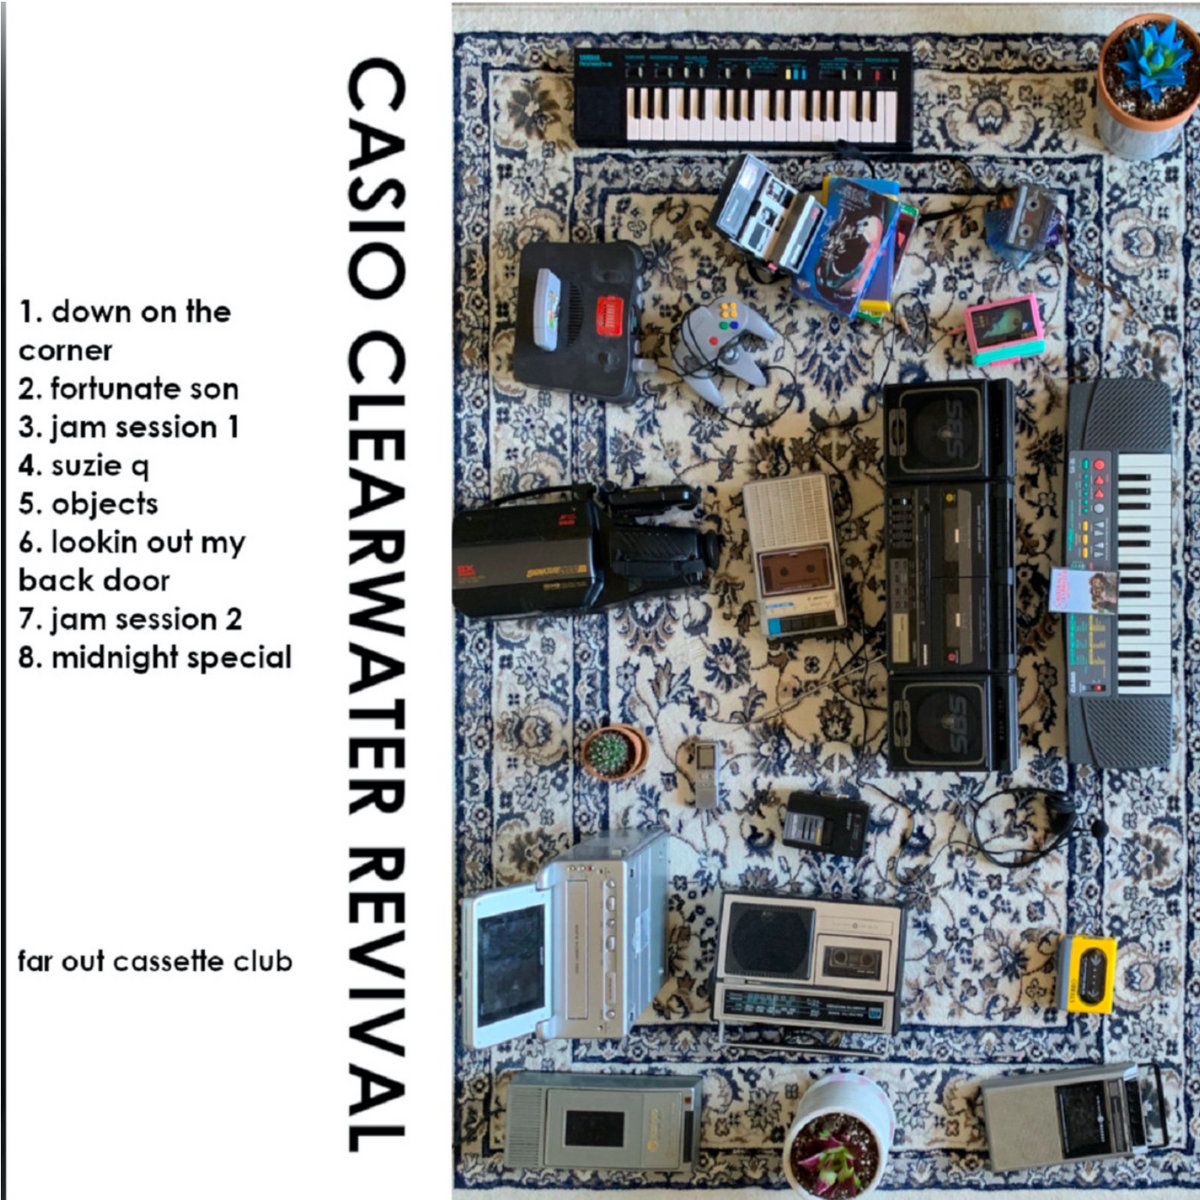 1. down on the
corner
2. fortunate son
3. jam session 1
4. suzie q
5. objects
6. lookin out my
back door
7. jam session 2
8. midnight special
far out cassette club
CASIO CLEARWATER REVIVAL
YAMAHA
SBS
SBS
CASIO